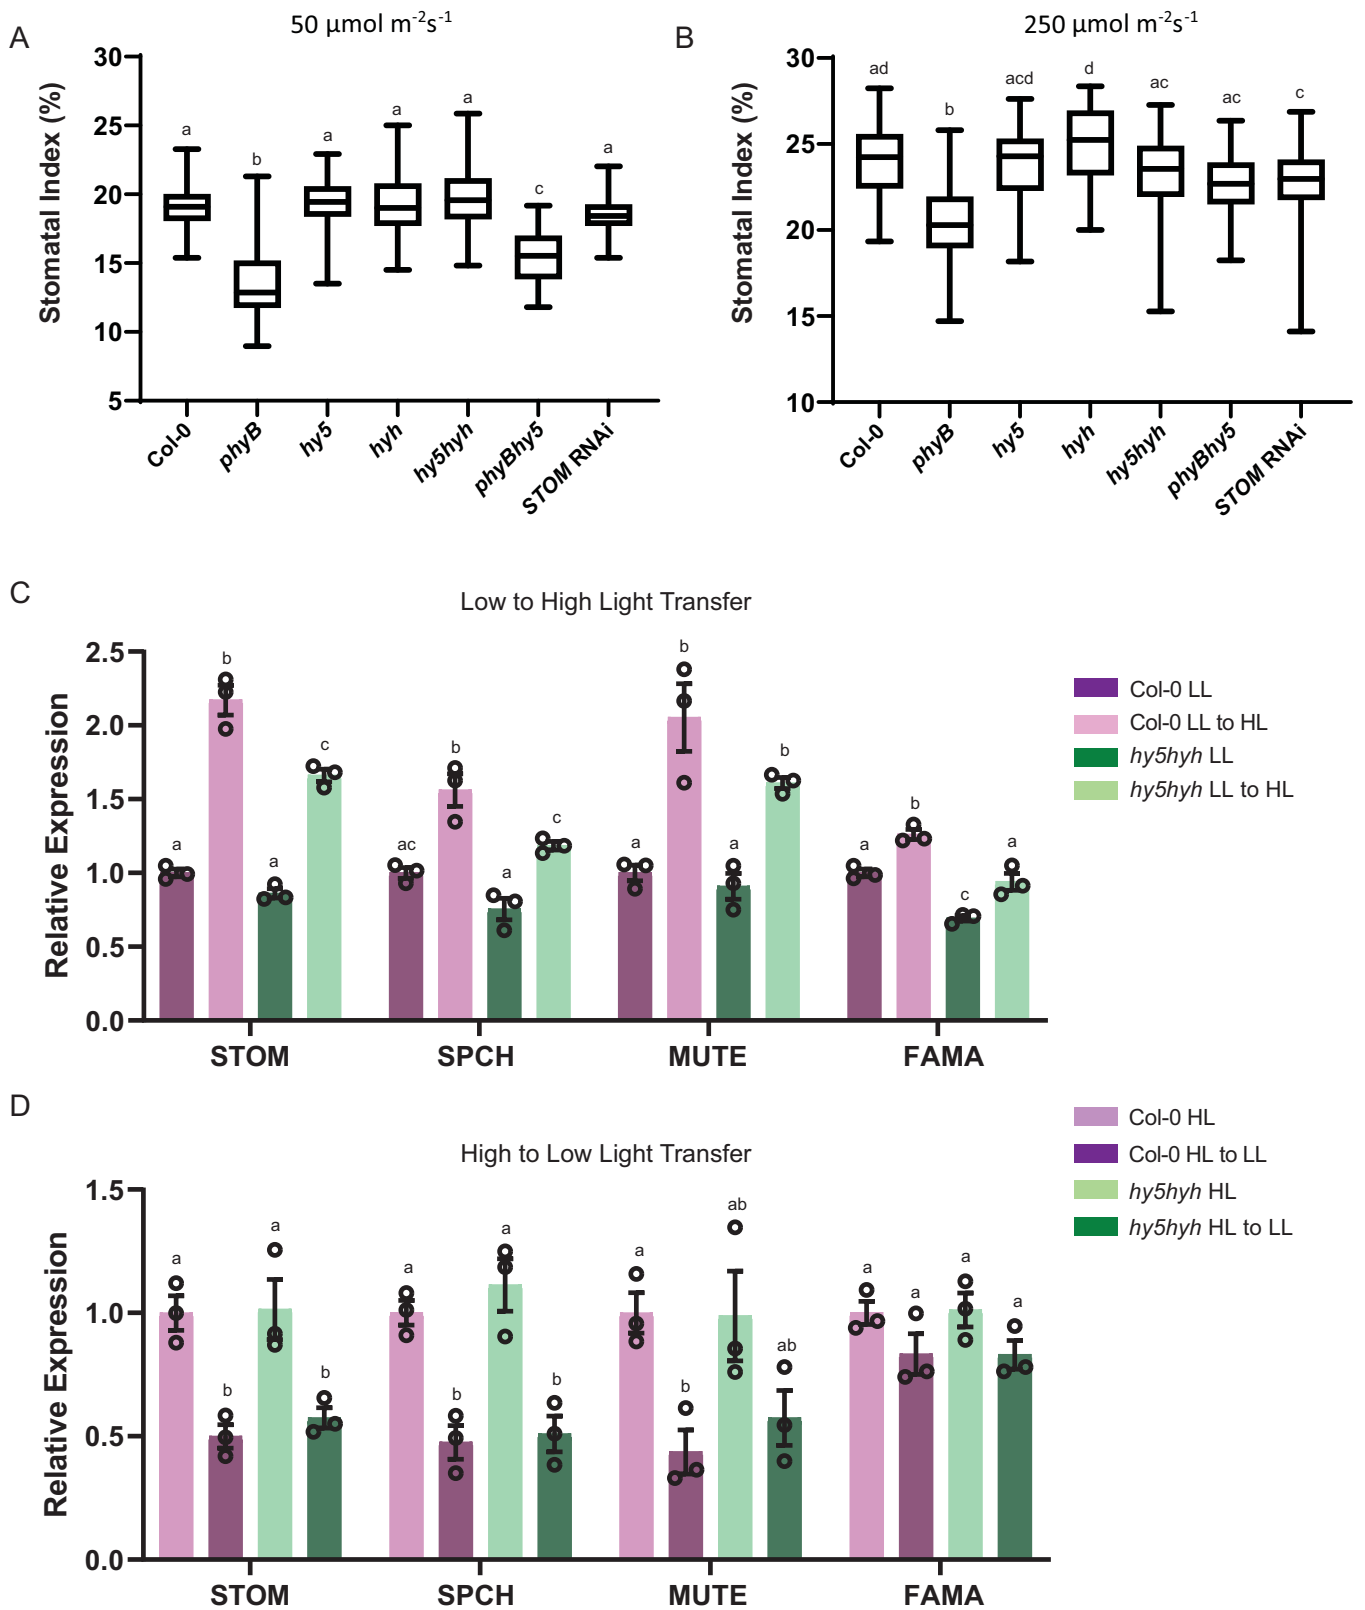 A
50 μmol m-2s-1
Stomatal Index (%)
30
25
20
15
10
5
a
b
a
a
a
c
a
Col-0
phyB
hy5
hyh
hy5hyh
phyBhy5
STOM RNAi
B
250 μmol m-2s-1
Stomatal Index (%)
30
25
20
15
10
ad
b
acd
d
ac
ac
c
Col-0
phyB
hy5
hyh
hy5hyh
phyBhy5
STOM RNAi
C
Low to High Light Transfer
Relative Expression
2.5
2.0
1.5
1.0
0.5
0.0
a
b
a
c
ac
b
a
c
a
b
a
b
a
b
c
a
STOM
SPCH
MUTE
FAMA
Col-0 LL
Col-0 LL to HL
hy5hyh LL
hy5hyh LL to HL
D
High to Low Light Transfer
Relative Expression
1.5
1.0
0.5
0.0
a
b
a
b
a
b
a
b
a
b
ab
ab
a
a
a
a
STOM
SPCH
MUTE
FAMA
Col-0 HL
Col-0 HL to LL
hy5hyh HL
hy5hyh HL to LL